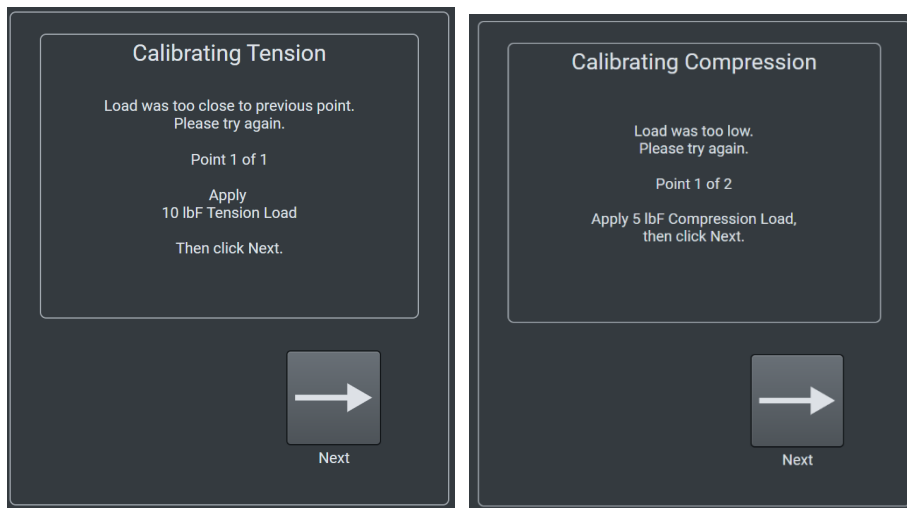 Calibrating Tension
Load was too close to previous point.
Please try again.
Point 1 of 1
Apply
10 lbF Tension Load
Then click Next.
Next
Calibrating Compression
Load was too low.
Please try again.
Point 1 of 2
Apply 5 lbF Compression Load,
then click Next.
Next